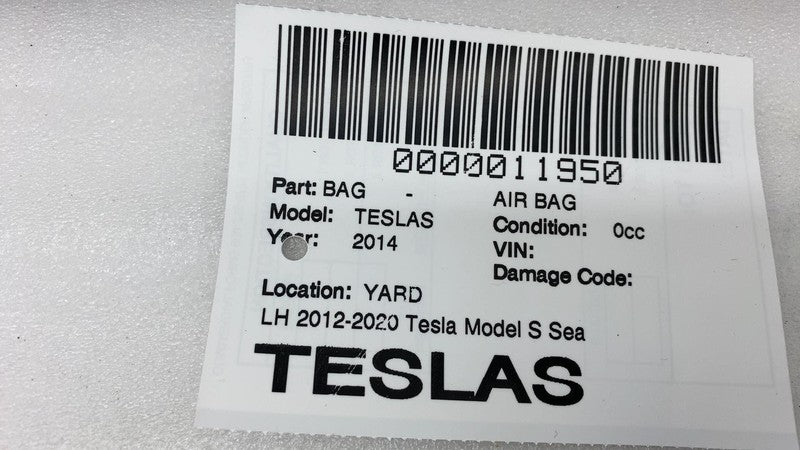 0000011950
Part: BAG - AIR BAG
Model: TESLAS Condition: 0cc
Year: 2014 VIN:
Damage Code:
Location: YARD
LH 2012-2020 Tesla Model S Sea
TESLAS